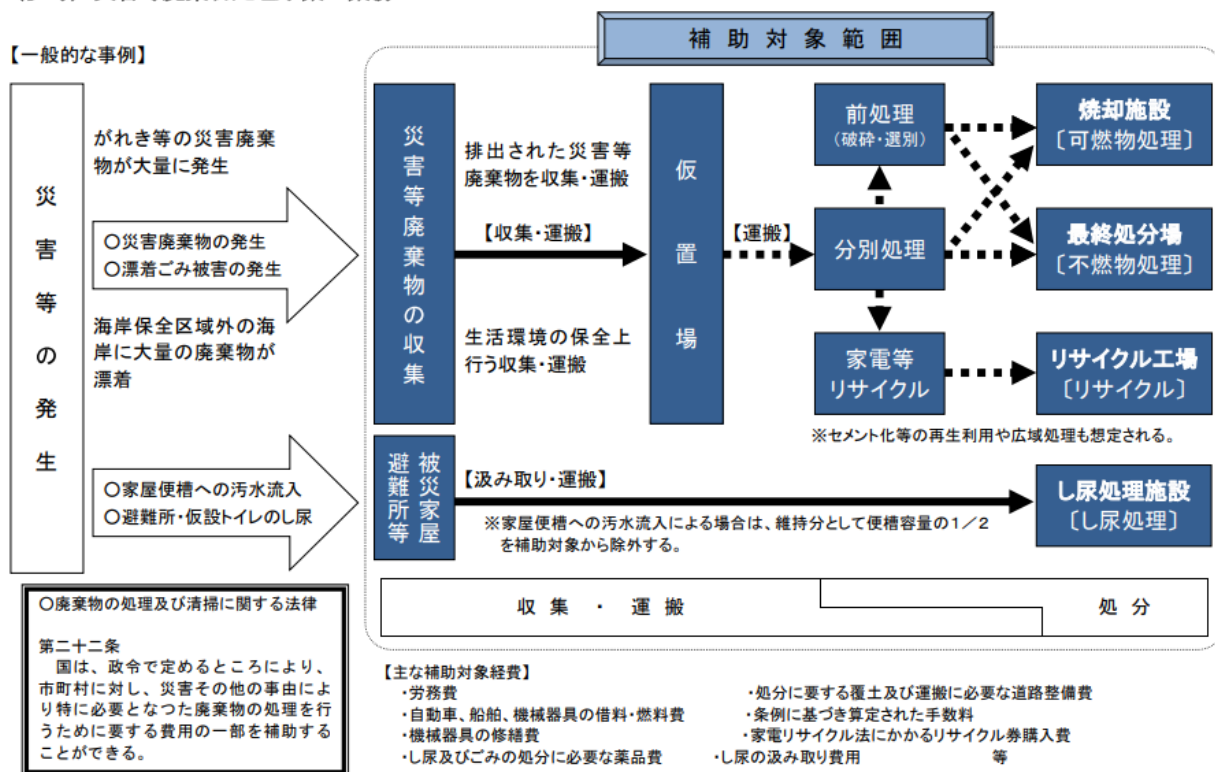 【一般的な事例】
補助対象範囲
災害等の発生
がれき等の災害廃棄
物が大量に発生
〇災害廃棄物の発生
〇漂着ごみ被害の発生
海岸保全区域外の海
岸に大量の廃棄物が
漂着
〇家屋便槽への汚水流入
〇避難所・仮設トイレのし尿
災害等廃棄物の収集
排出された災害等
廃棄物を収集・運搬
【収集・運搬】
生活環境の保全上
行う収集・運搬
仮置場
【運搬】
前処理
(破砕・選別)
分別処理
家電等
リサイクル
焼却施設
〔可燃物処理〕
最終処分場
〔不燃物処理〕
リサイクル工場
〔リサイクル〕
※セメント化等の再生利用や広域処理も想定される。
被災家屋
避難所等
【汲み取り・運搬】
※家屋便槽への汚水流入による場合は、維持分として便槽容量の1/2
を補助対象から除外する。
し尿処理施設
〔し尿処理〕
収集・運搬
処分
〇廃棄物の処理及び清掃に関する法律
第二十二条
国は、政令で定めるところにより、
市町村に対し、災害その他の事由によ
り特に必要となつた廃棄物の処理を行
うために要する費用の一部を補助する
ことができる。
【主な補助対象経費】
・労務費
・自動車、船舶、機械器具の借料・燃料費
・機械器具の修繕費
・し尿及びごみの処分に必要な薬品費
・処分に要する覆土及び運搬に必要な道路整備費
・条例に基づき算定された手数料
・家電リサイクル法にかかるリサイクル券購入費
・し尿の汲み取り費用 等